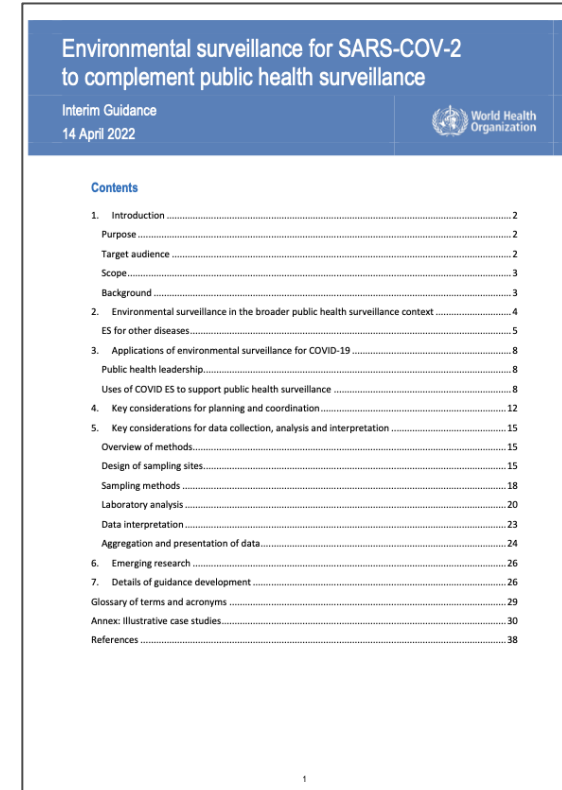 Environmental surveillance for SARS-COV-2
to complement public health surveillance
Interim Guidance
14 April 2022
World Health
Organization
Contents
1. Introduction ........ 2
Purpose ........ 2
Target audience ........ 2
Scope ........ 3
Background ........ 3
2. Environmental surveillance in the broader public health surveillance context ........ 4
ES for other diseases ........ 5
3. Applications of environmental surveillance for COVID-19 ........ 8
Public health leadership ........ 8
Uses of COVID ES to support public health surveillance ........ 8
4. Key considerations for planning and coordination ........ 12
5. Key considerations for data collection, analysis and interpretation ........ 15
Overview of methods ........ 15
Design of sampling sites ........ 15
Sampling methods ........ 18
Laboratory analysis ........ 20
Data interpretation ........ 23
Aggregation and presentation of data ........ 24
6. Emerging research ........ 26
7. Details of guidance development ........ 26
Glossary of terms and acronyms ........ 29
Annex: Illustrative case studies ........ 30
References ........ 38
1